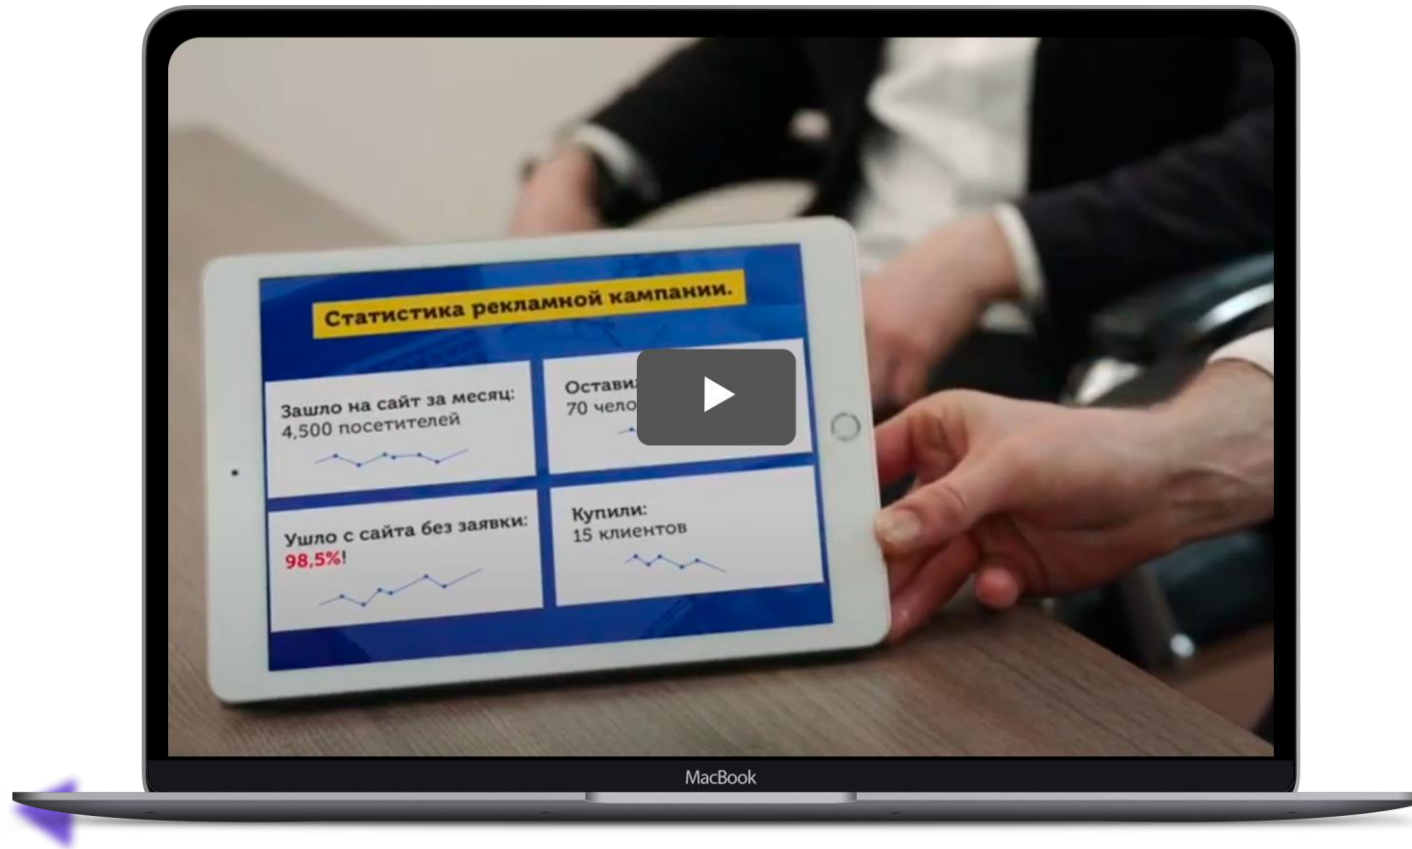 Статистика рекламной кампании.
Зашло на сайт за месяц:
4,500 посетителей
70
Ушло с сайта без заявки:
98,5%!
Купили:
15 клиентов
MacBook